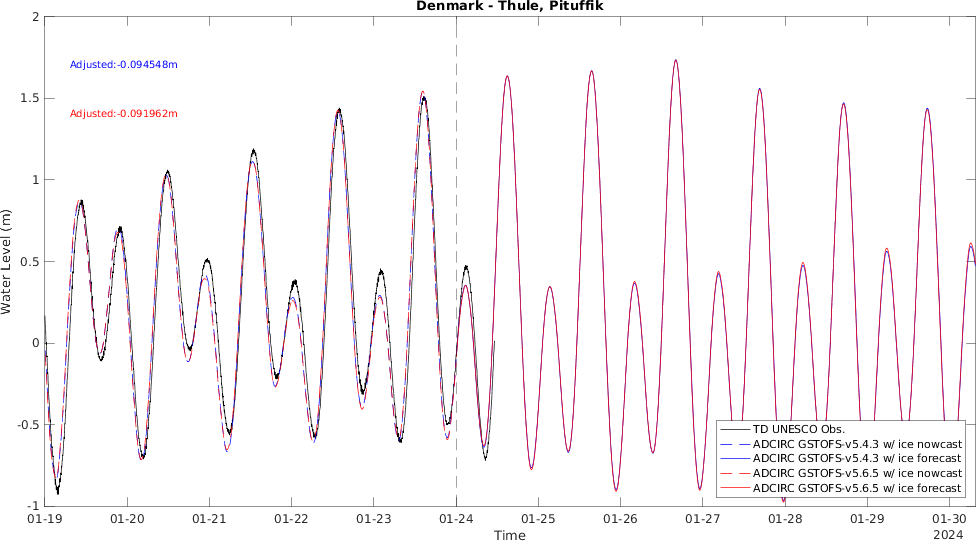 Denmark - Thule, Pituffik
Adjusted:-0.094548m
Adjusted:-0.091962m
Water Level (m)
2
1.5
1
0.5
0
-0.5
-1
TD UNESCO Obs.
ADCIRC GSTOFS-v5.4.3 w/ ice nowcast
ADCIRC GSTOFS-v5.4.3 w/ ice forecast
ADCIRC GSTOFS-v5.6.5 w/ ice nowcast
ADCIRC GSTOFS-v5.6.5 w/ ice forecast
01-19 01-20 01-21 01-22 01-23 01-24 01-25 01-26 01-27 01-28 01-29 01-30
Time
2024